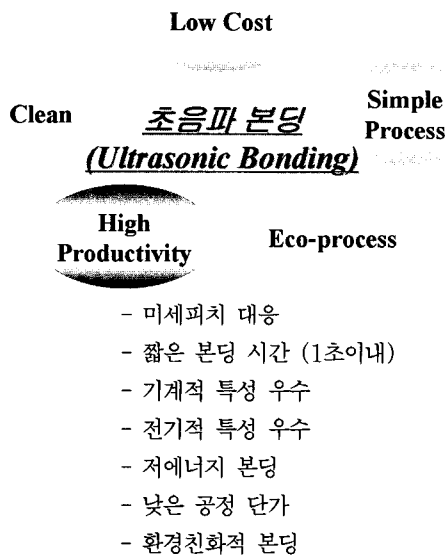 Low Cost
Clean
초음파 본딩
(Ultrasonic Bonding)
Simple
Process
High
Productivity
Eco-process
- 미세피치 대응
- 짧은 본딩 시간 (1초이내)
- 기계적 특성 우수
- 전기적 특성 우수
- 저에너지 본딩
- 낮은 공정 단가
- 환경친화적 본딩